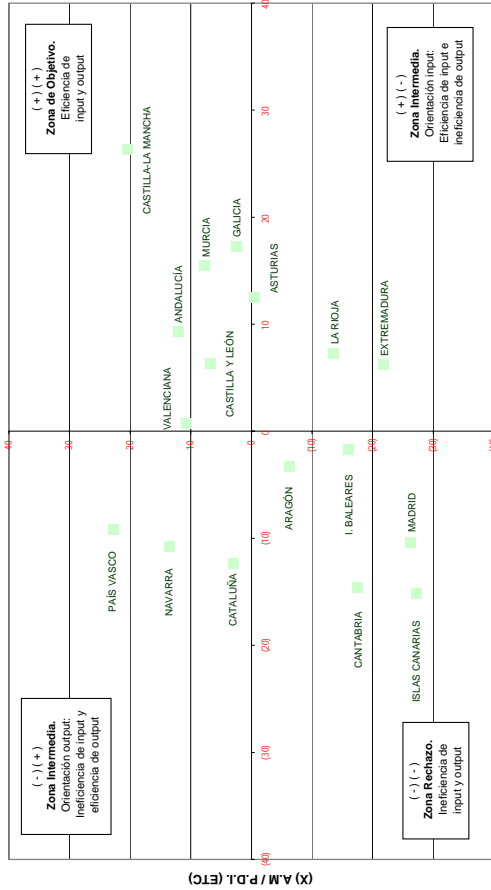 (X) A.M / P.D.I. (ETC)
40
30
20
10
0
(10)
(20)
(30)
(40)
(30)
(20)
(10)
0
10
20
30
40
( - ) ( + )
Zona Intermedia.
Orientación output:
Ineficiencia de input y
eficiencia de output
( + ) ( + )
Zona de Objetivo.
Eficiencia de
input y output
PAÍS VASCO
CASTILLA-LA MANCHA
NAVARRA
VALENCIANA
ANDALUCÍA
MURCIA
CASTILLA Y LEÓN
GALICIA
CATALUÑA
ASTURIAS
ARAGÓN
LA RIOJA
I. BALEARES
CANTABRIA
EXTREMADURA
MADRID
ISLAS CANARIAS
( - ) ( - )
Zona Rechazo.
Ineficiencia de
input y output
( + ) ( - )
Zona Intermedia.
Orientación input:
Eficiencia de input e
ineficiencia de output